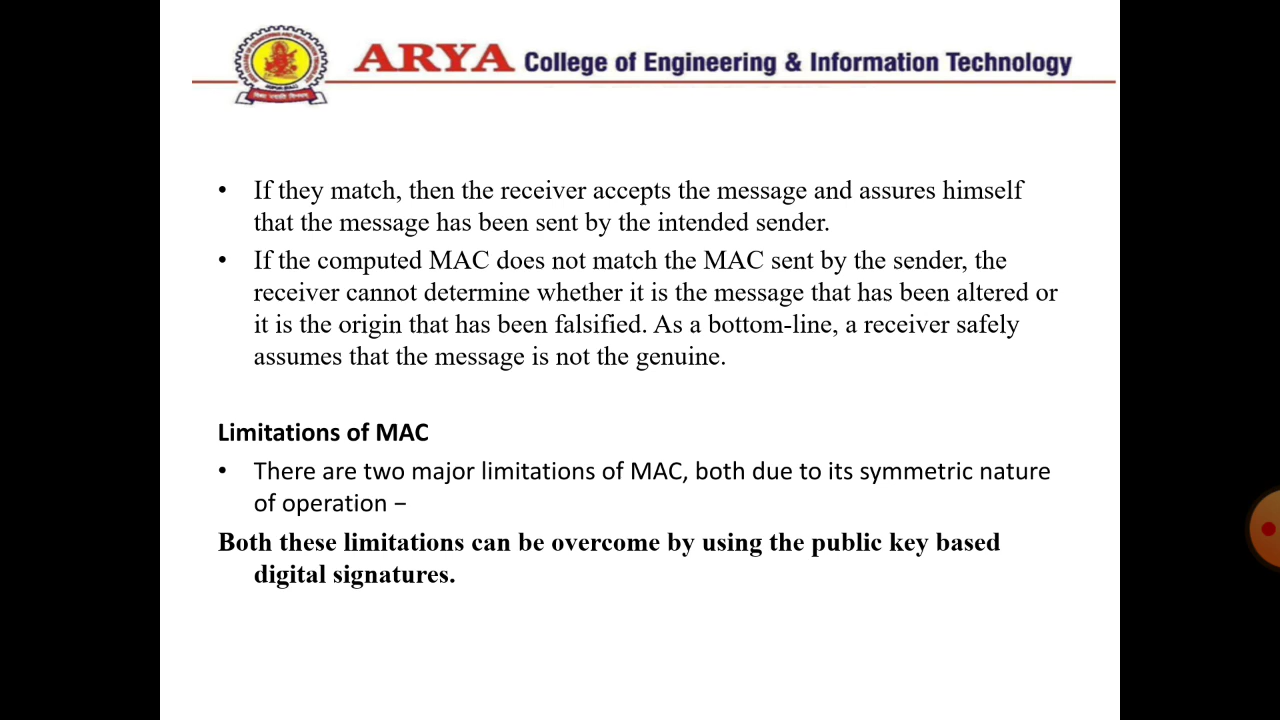 ARYA College of Engineering & Information Technology
• If they match, then the receiver accepts the message and assures himself
that the message has been sent by the intended sender.
• If the computed MAC does not match the MAC sent by the sender, the
receiver cannot determine whether it is the message that has been altered or
it is the origin that has been falsified. As a bottom-line, a receiver safely
assumes that the message is not the genuine.
Limitations of MAC
• There are two major limitations of MAC, both due to its symmetric nature
of operation −
Both these limitations can be overcome by using the public key based
digital signatures.